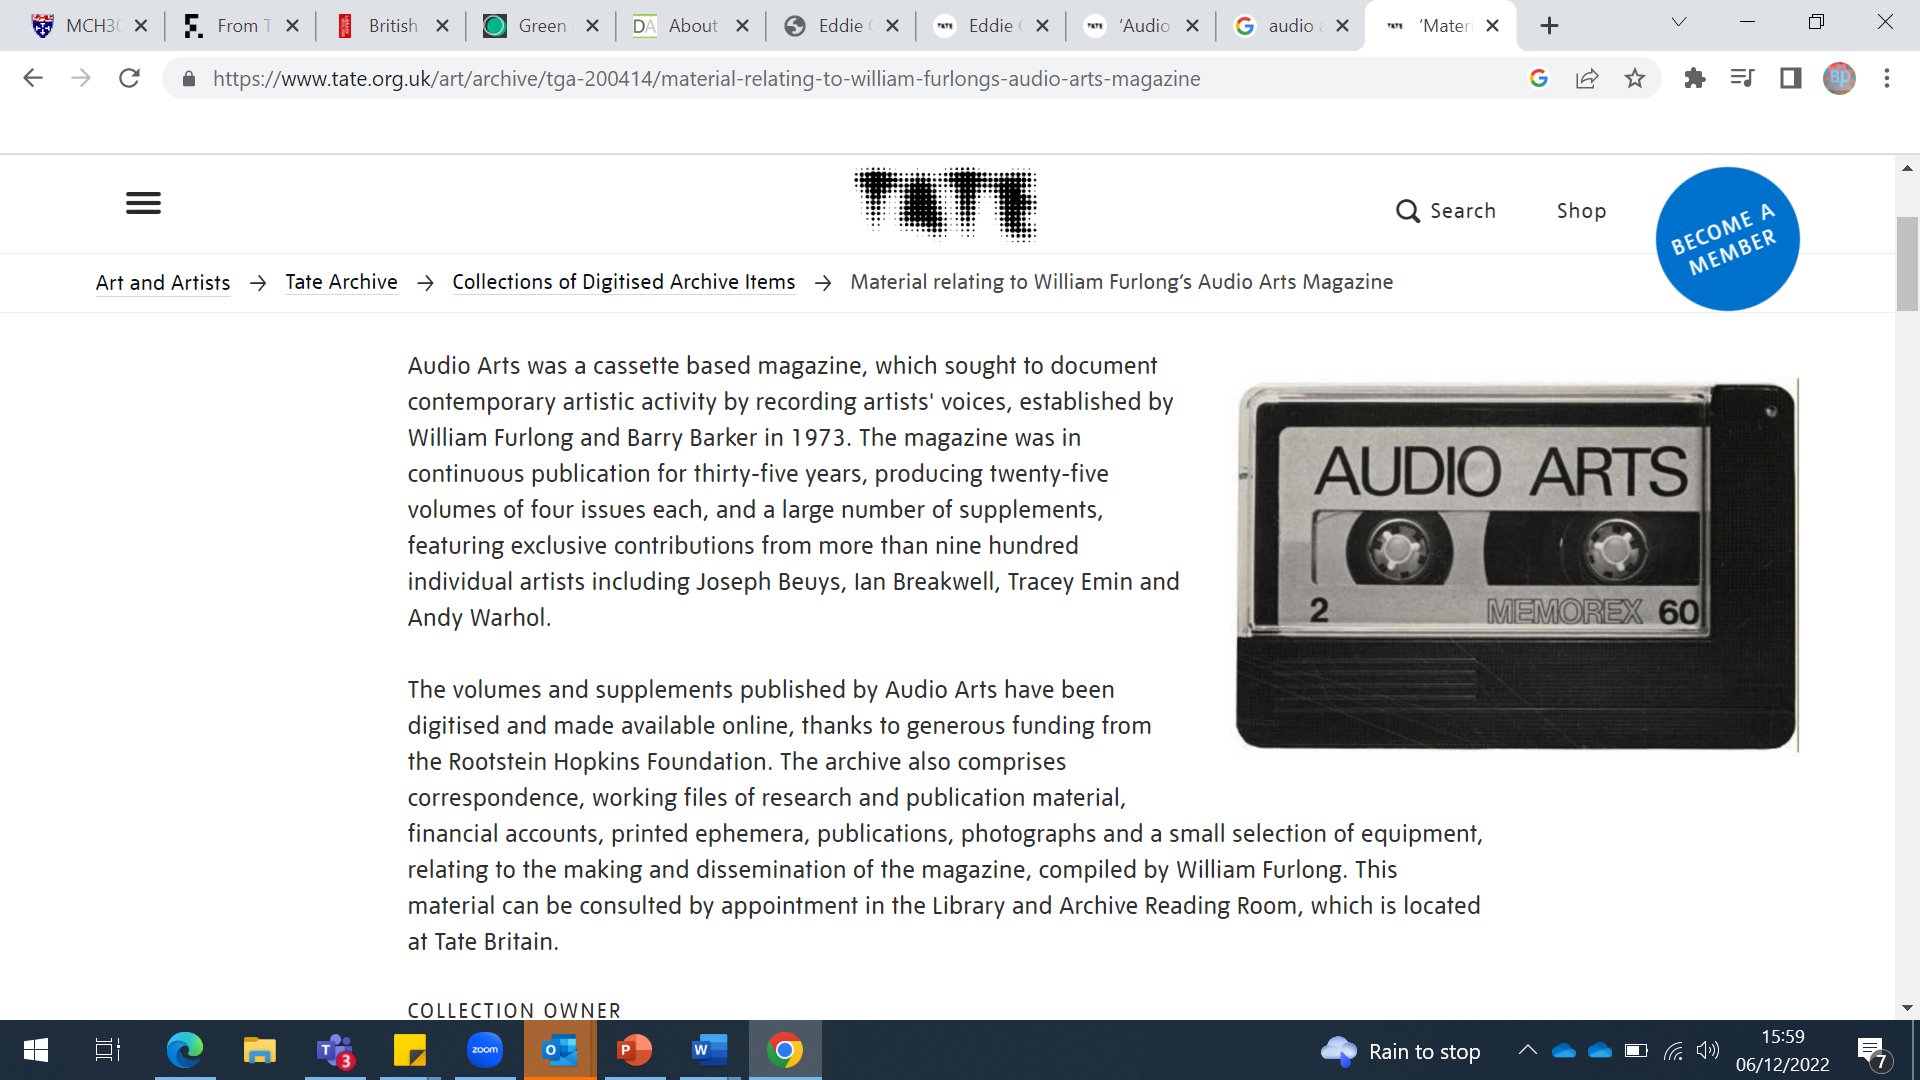 MCH3
From T
British
Green
About
Eddie
Eddie
‘Audio
audio a
‘Materi
https://www.tate.org.uk/art/archive/tga-200414/material-relating-to-william-furlongs-audio-arts-magazine
TATE
Search
Shop
BECOME A
MEMBER
Art and Artists → Tate Archive → Collections of Digitised Archive Items → Material relating to William Furlong’s Audio Arts Magazine
Audio Arts was a cassette based magazine, which sought to document
contemporary artistic activity by recording artists' voices, established by
William Furlong and Barry Barker in 1973. The magazine was in
continuous publication for thirty-five years, producing twenty-five
volumes of four issues each, and a large number of supplements,
featuring exclusive contributions from more than nine hundred
individual artists including Joseph Beuys, Ian Breakwell, Tracey Emin and
Andy Warhol.
AUDIO ARTS
2
MEMOREX 60
The volumes and supplements published by Audio Arts have been
digitised and made available online, thanks to generous funding from
the Rootstein Hopkins Foundation. The archive also comprises
correspondence, working files of research and publication material,
financial accounts, printed ephemera, publications, photographs and a small selection of equipment,
relating to the making and dissemination of the magazine, compiled by William Furlong. This
material can be consulted by appointment in the Library and Archive Reading Room, which is located
at Tate Britain.
COLLECTION OWNER
zoom
Rain to stop
15:59
06/12/2022
3
7